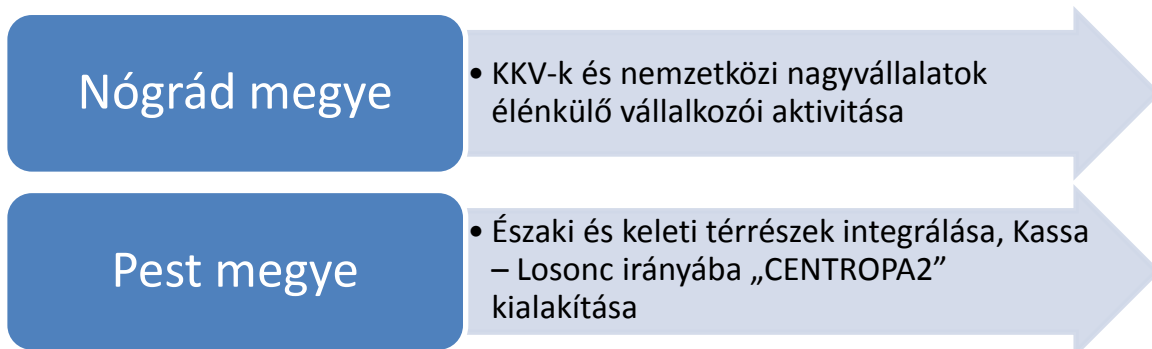 Nógrád megye
• KKV-k és nemzetközi nagyvállalatok
élénkülő vállalkozói aktivitása
Pest megye
• Északi és keleti térrészek integrálása, Kassa
– Losonc irányába „CENTROPA2”
kialakítása